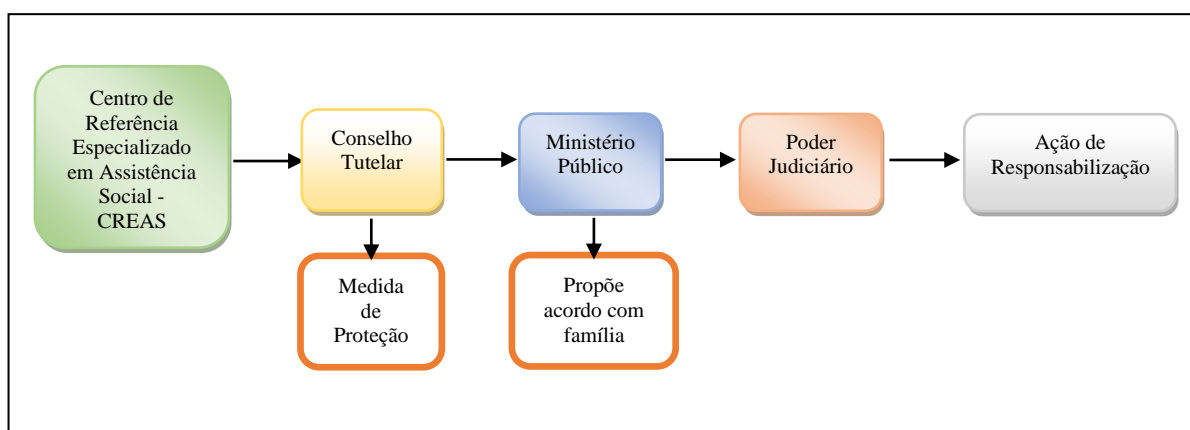 Centro de
Referência
Especializado
em Assistência
Social -
CREAS
Conselho
Tutelar
Ministério
Público
Poder
Judiciário
Ação de
Responsabilização
Medida
de
Proteção
Propõe
acordo com
família